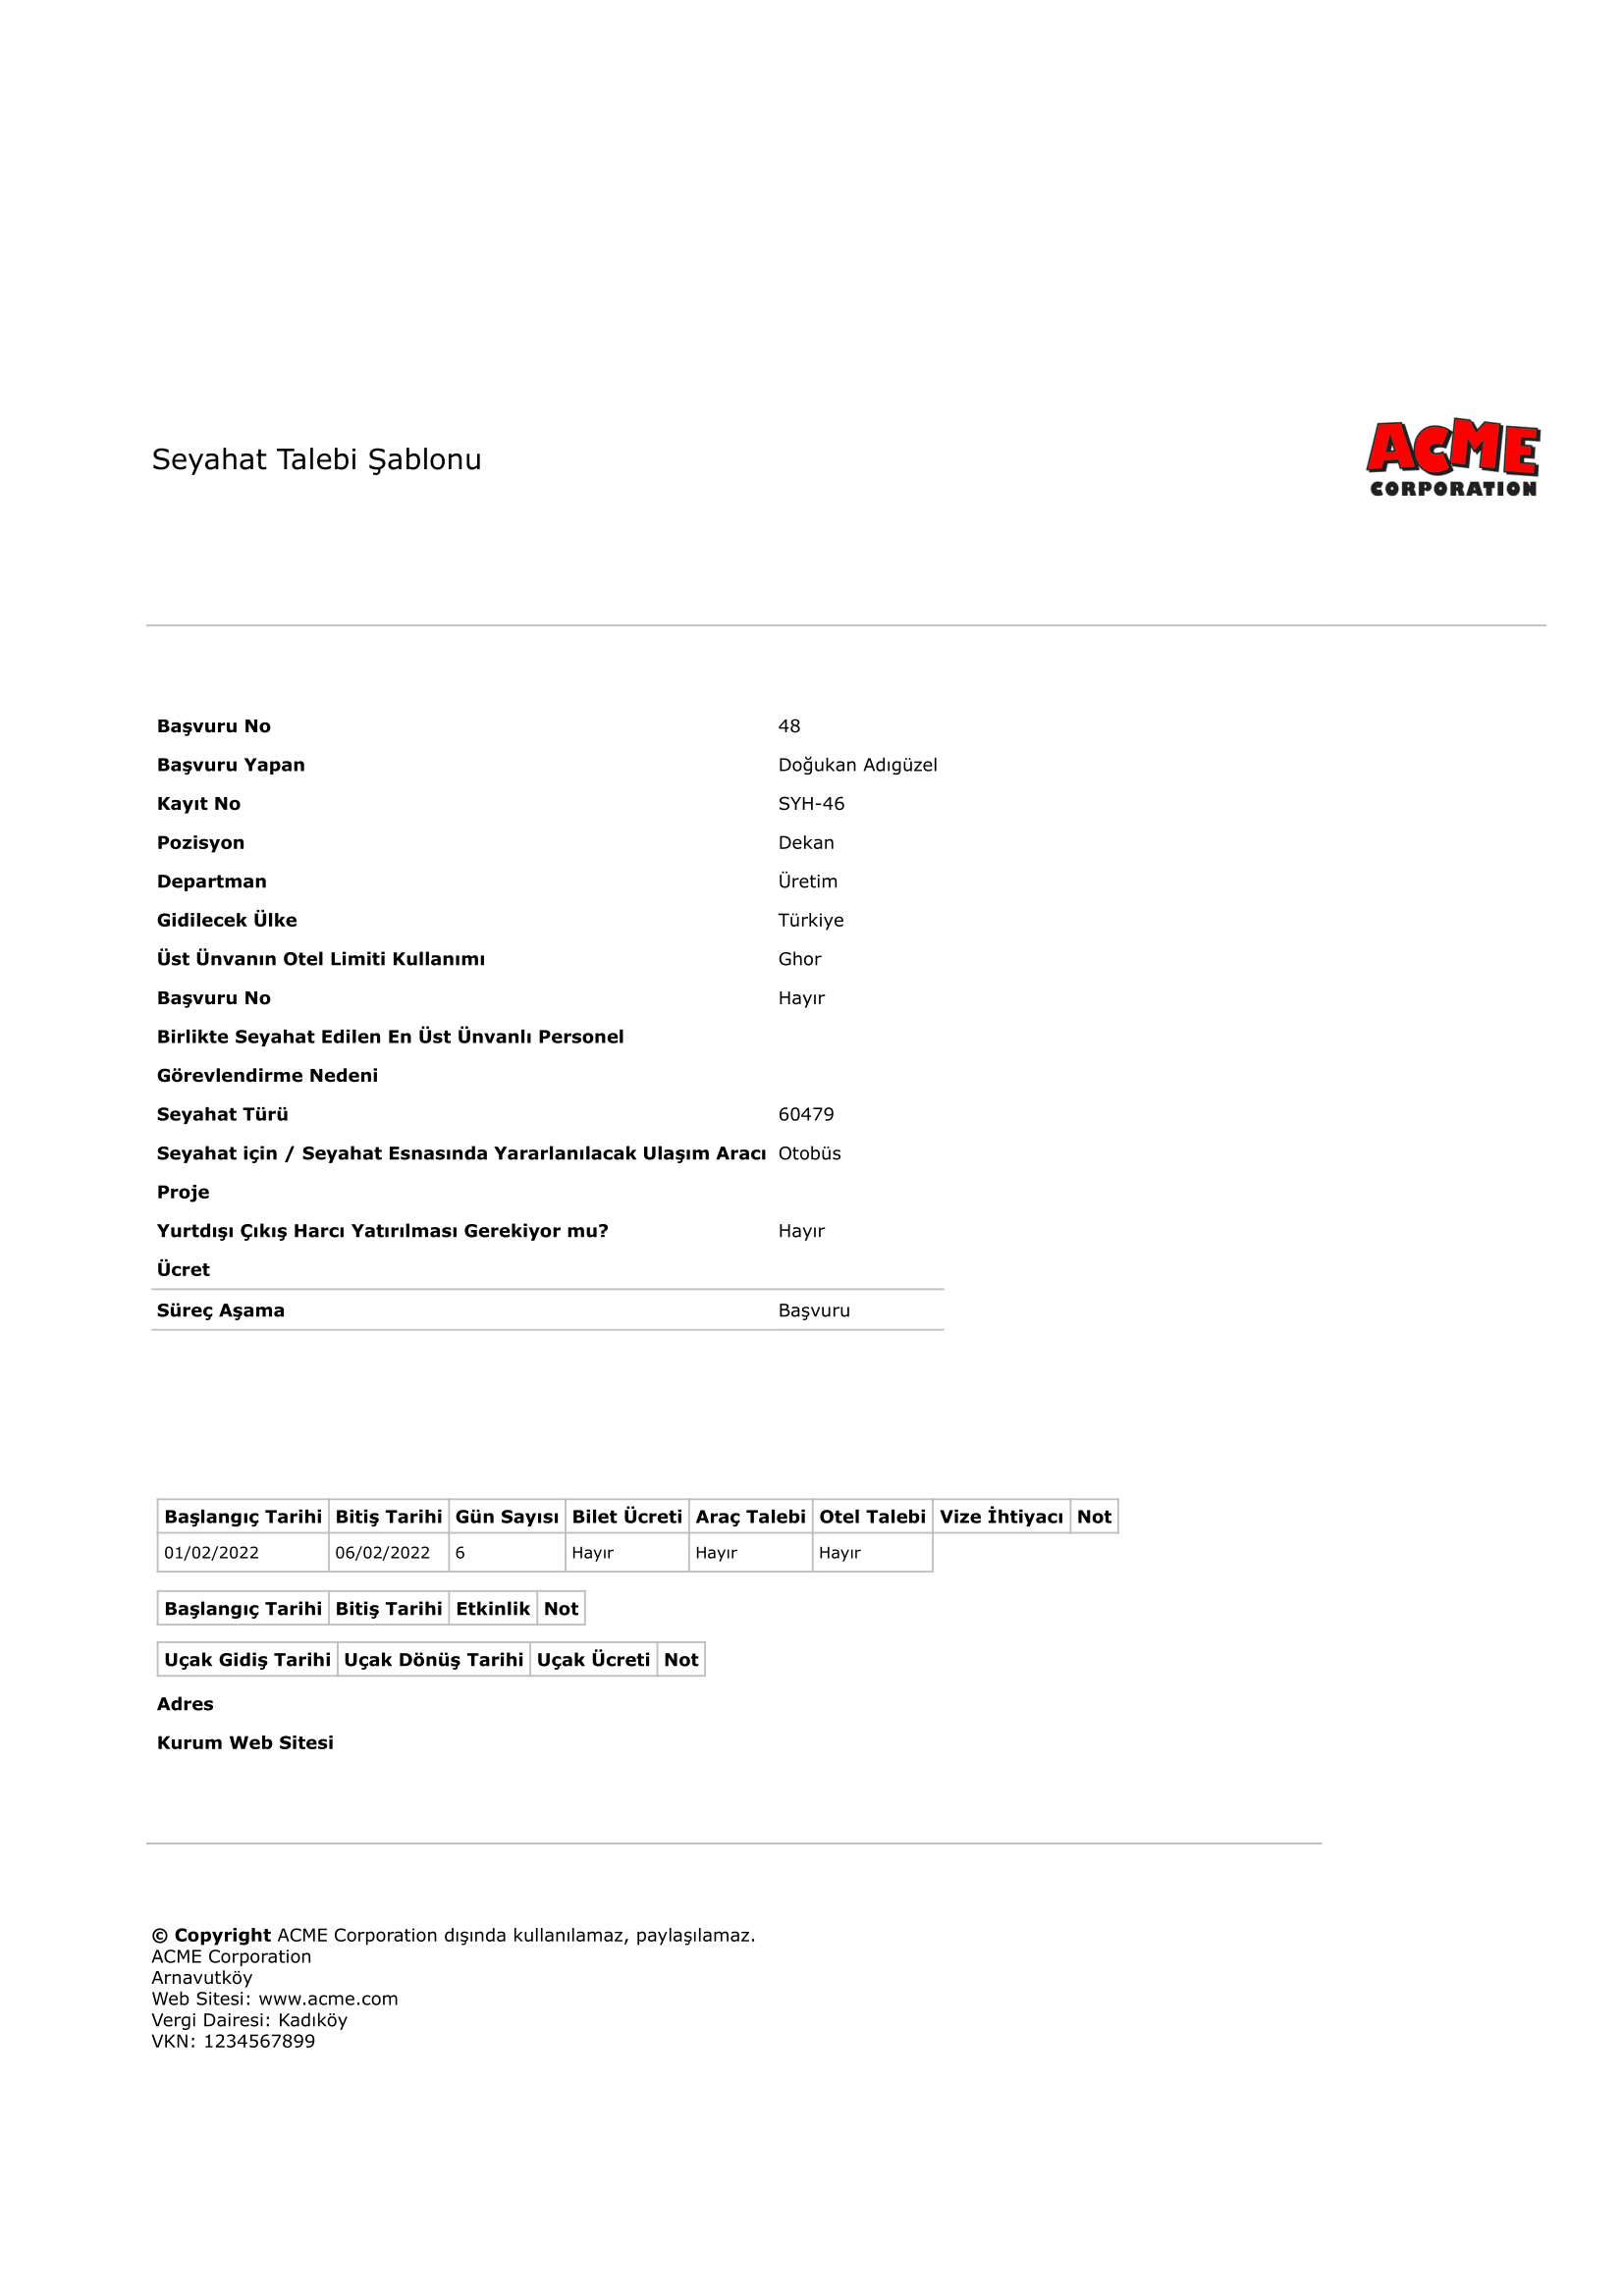 Seyahat Talebi Şablonu
ACME
CORPORATION
Başvuru No 48
Başvuru Yapan Doğukan Adıgüzel
Kayıt No SYH-46
Pozisyon Dekan
Departman Üretim
Gidilecek Ülke Türkiye
Üst Ünvanın Otel Limiti Kullanımı Ghor
Başvuru No Hayır
Birlikte Seyahat Edilen En Üst Ünvanlı Personel
Görevlendirme Nedeni
Seyahat Türü 60479
Seyahat için / Seyahat Esnasında Yararlanılacak Ulaşım Aracı Otobüs
Proje
Yurtdışı Çıkış Harcı Yatırılması Gerekiyor mu? Hayır
Ücret
Süreç Aşama Başvuru
Başlangıç Tarihi Bitiş Tarihi Gün Sayısı Bilet Ücreti Araç Talebi Otel Talebi Vize İhtiyacı Not
01/02/2022 06/02/2022 6 Hayır Hayır Hayır
Başlangıç Tarihi Bitiş Tarihi Etkinlik Not
Uçak Gidiş Tarihi Uçak Dönüş Tarihi Uçak Ücreti Not
Adres
Kurum Web Sitesi
© Copyright ACME Corporation dışında kullanılamaz, paylaşılamaz.
ACME Corporation
Arnavutköy
Web Sitesi: www.acme.com
Vergi Dairesi: Kadıköy
VKN: 1234567899